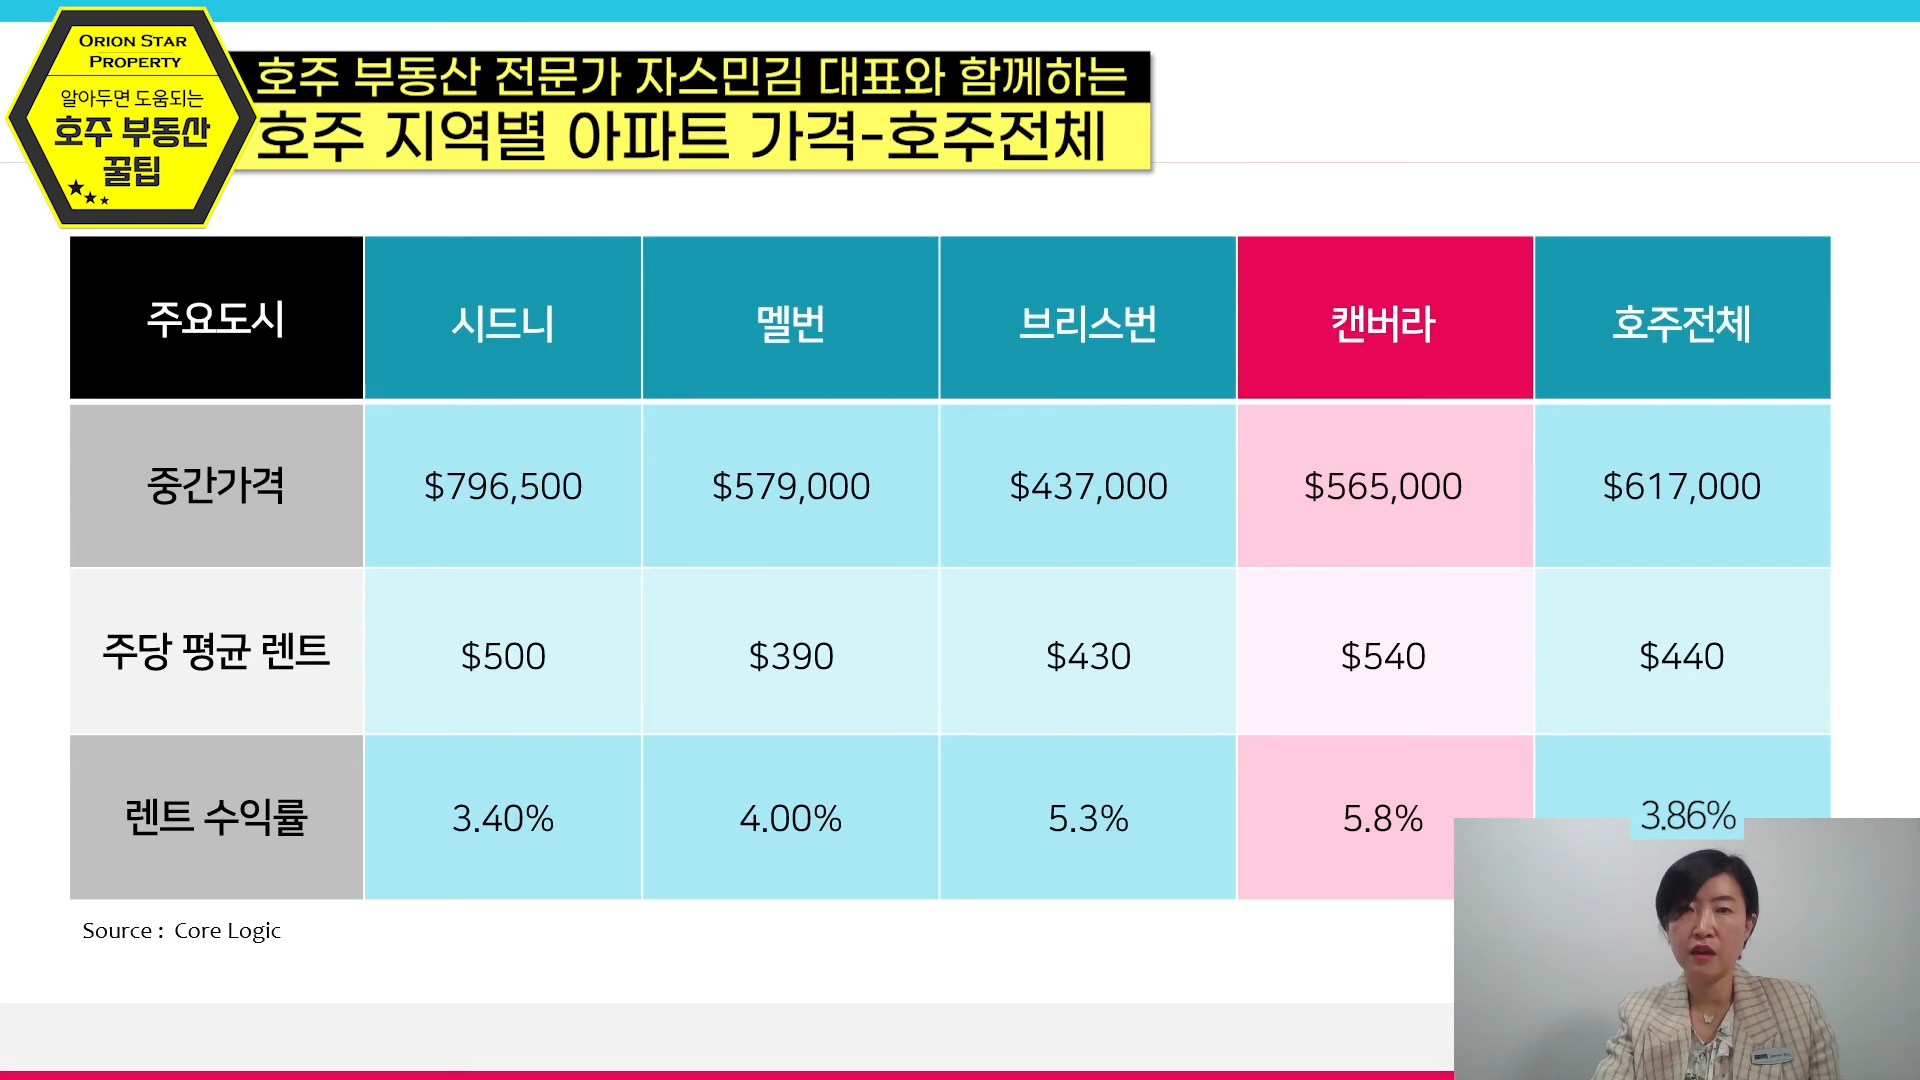 ORION STAR
PROPERTY
알아두면 도움되는
호주 부동산
꿀팁
호주 부동산 전문가 자스민김 대표와 함께하는
호주 지역별 아파트 가격-호주전체
주요도시 시드니 멜번 브리스번 캔버라 호주전체
중간가격 $796,500 $579,000 $437,000 $565,000 $617,000
주당 평균 렌트 $500 $390 $430 $540 $440
렌트 수익률 3.40% 4.00% 5.3% 5.8% 3.86%
Source : Core Logic